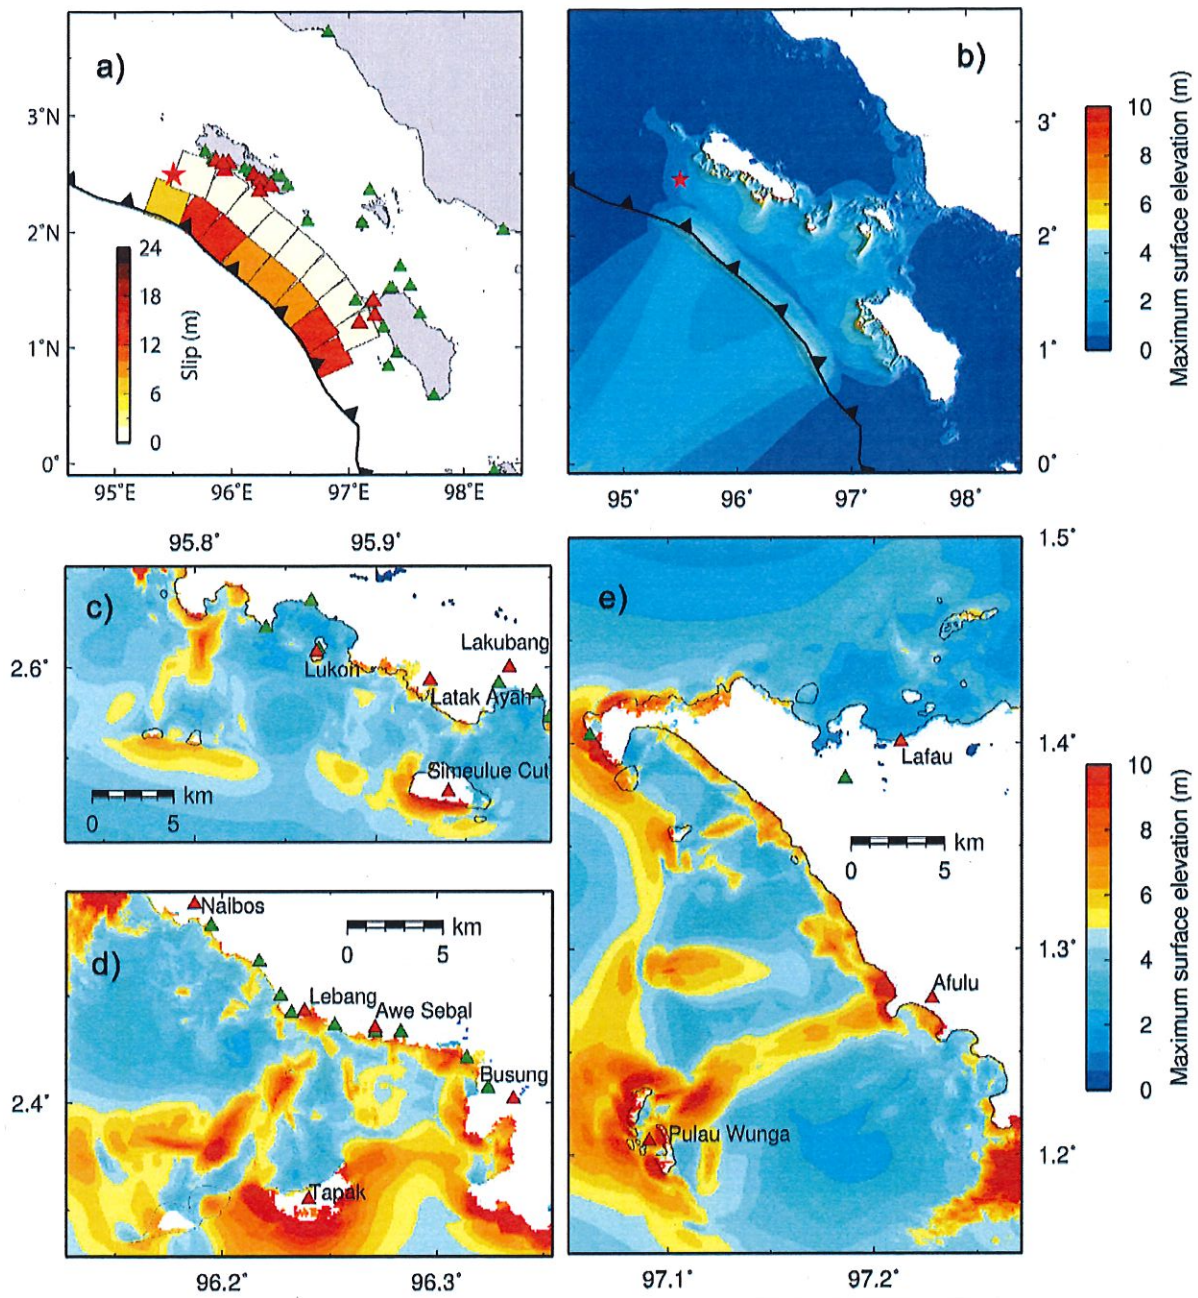 a)
3°N
2°N
1°N
0°
24
18
12
6
0
Slip (m)
95°E
96°E
97°E
98°E
b)
3°
2°
1°
0°
95°
96°
97°
98°
10
8
6
4
2
0
Maximum surface elevation (m)
95.8°
95.9°
c)
2.6°
Lukon
Lakubang
Latak Ayah
Simeulue Cut
km
0
5
d)
Nalbos
km
0
5
Lebang
Awe Sebal
Busung
2.4°
Tapak
96.2°
96.3°
e)
1.5°
1.4°
1.3°
1.2°
Lafau
km
0
5
Afulu
Pulau Wunga
97.1°
97.2°
10
8
6
4
2
0
Maximum surface elevation (m)